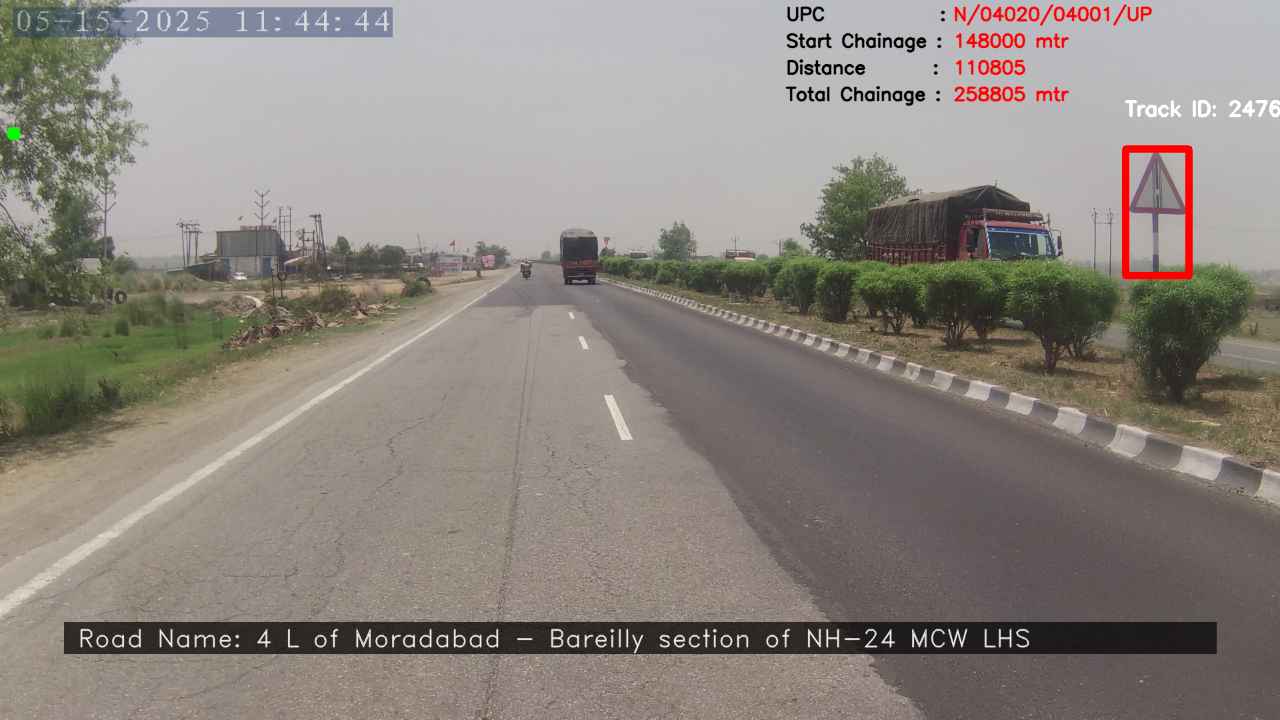 05-15-2025 11:44:44
UPC : N/04020/04001/UP
Start Chainage : 148000 mtr
Distance : 110805
Total Chainage : 258805 mtr
Track ID: 2476
Road Name: 4 L of Moradabad - Bareilly section of NH-24 MCW LHS